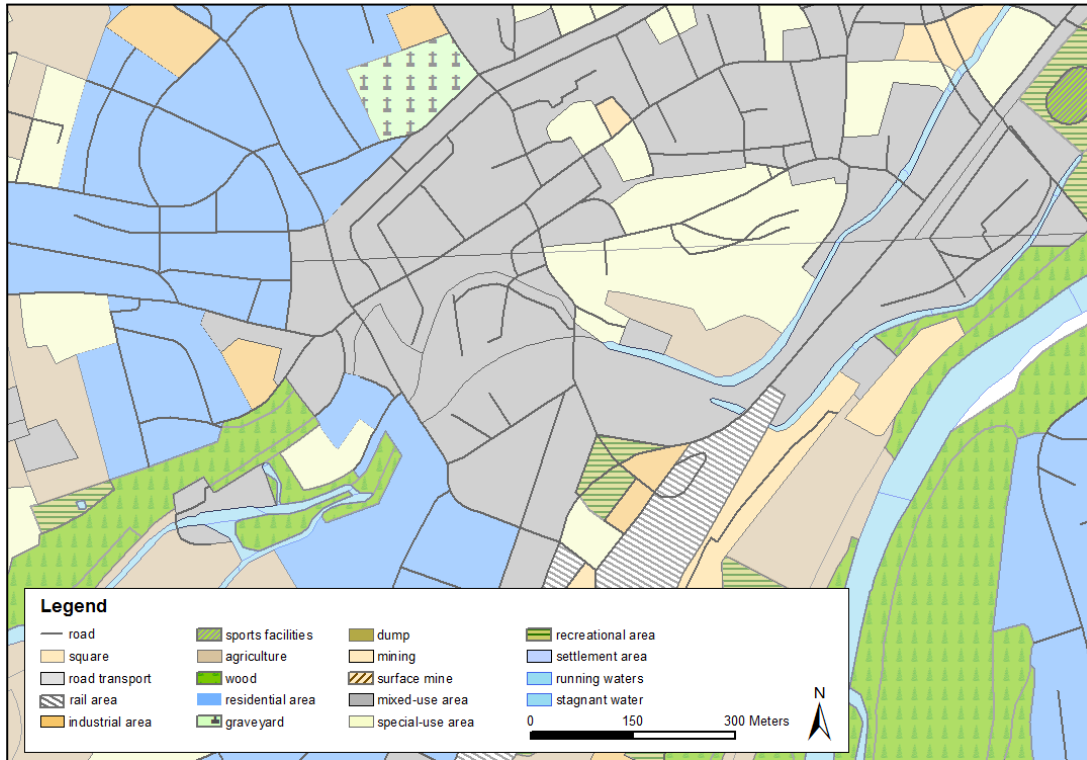 Legend
road
square
road transport
rail area
industrial area
sports facilities
agriculture
wood
residential area
graveyard
dump
mining
surface mine
mixed-use area
special-use area
recreational area
settlement area
running waters
stagnant water
0 150 300 Meters
N